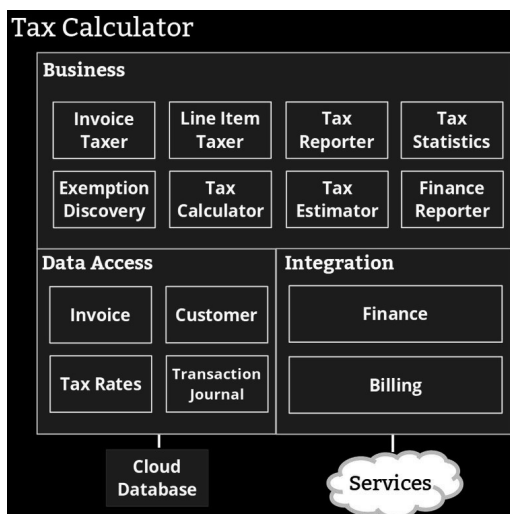 Tax Calculator
Business
Invoice
Taxer
Line Item
Taxer
Tax
Reporter
Tax
Statistics
Exemption
Discovery
Tax
Calculator
Tax
Estimator
Finance
Reporter
Data Access
Invoice
Customer
Tax Rates
Transaction
Journal
Integration
Finance
Billing
Cloud
Database
Services